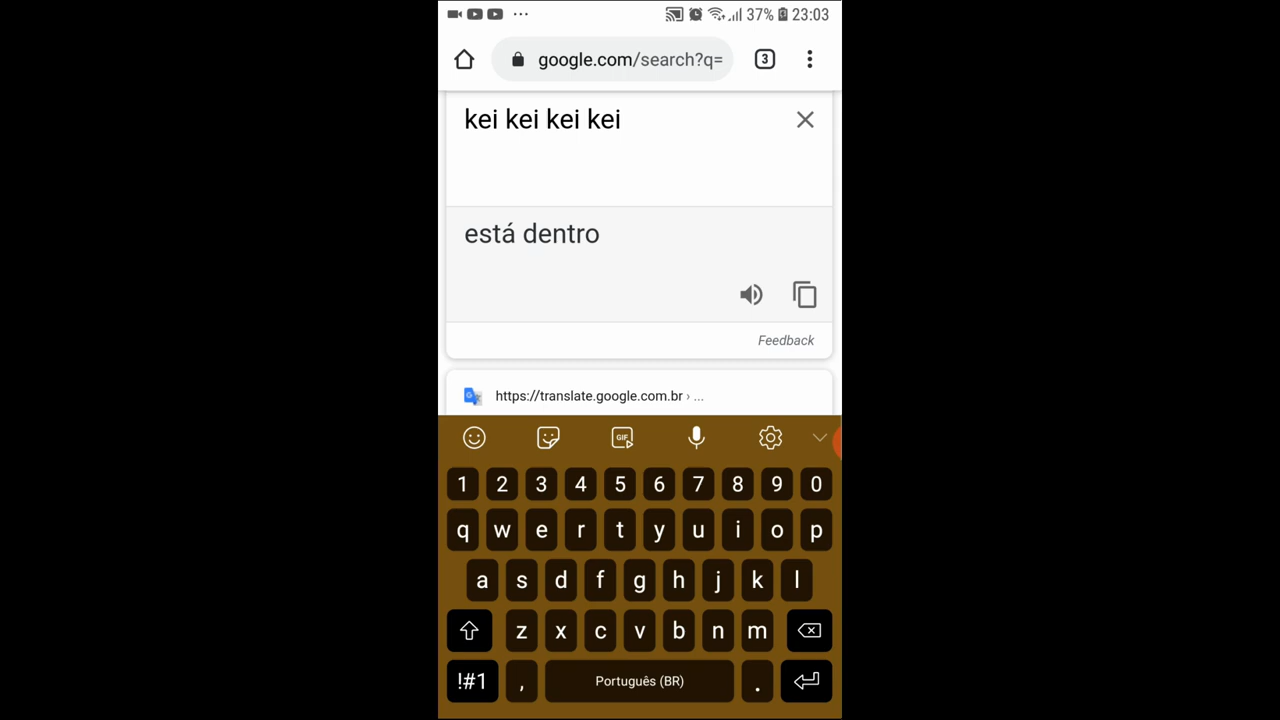 37% 23:03
google.com/search?q= 3
kei kei kei kei
está dentro
Feedback
https://translate.google.com.br › ...
GIF
1 2 3 4 5 6 7 8 9 0
q w e r t y u i o p
a s d f g h j k l
z x c v b n m
!#1 , Português (BR) .